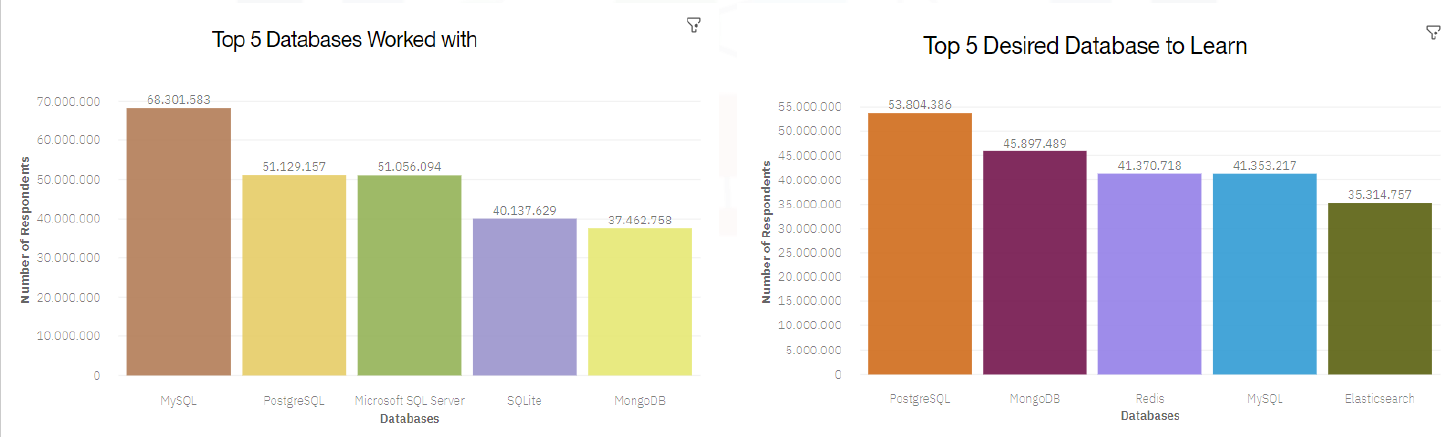 Top 5 Databases Worked with
Number of Respondents
70.000.000
60.000.000
50.000.000
40.000.000
30.000.000
20.000.000
10.000.000
0
68.301.583
51.129.157
51.056.094
40.137.629
37.462.758
MySQL
PostgreSQL
Microsoft SQL Server
SQLite
MongoDB
Databases
Top 5 Desired Database to Learn
Number of Respondents
55.000.000
50.000.000
45.000.000
40.000.000
35.000.000
30.000.000
25.000.000
20.000.000
15.000.000
10.000.000
5.000.000
0
53.804.386
45.897.489
41.370.718
41.353.217
35.314.757
PostgreSQL
MongoDB
Redis
MySQL
Elasticsearch
Databases